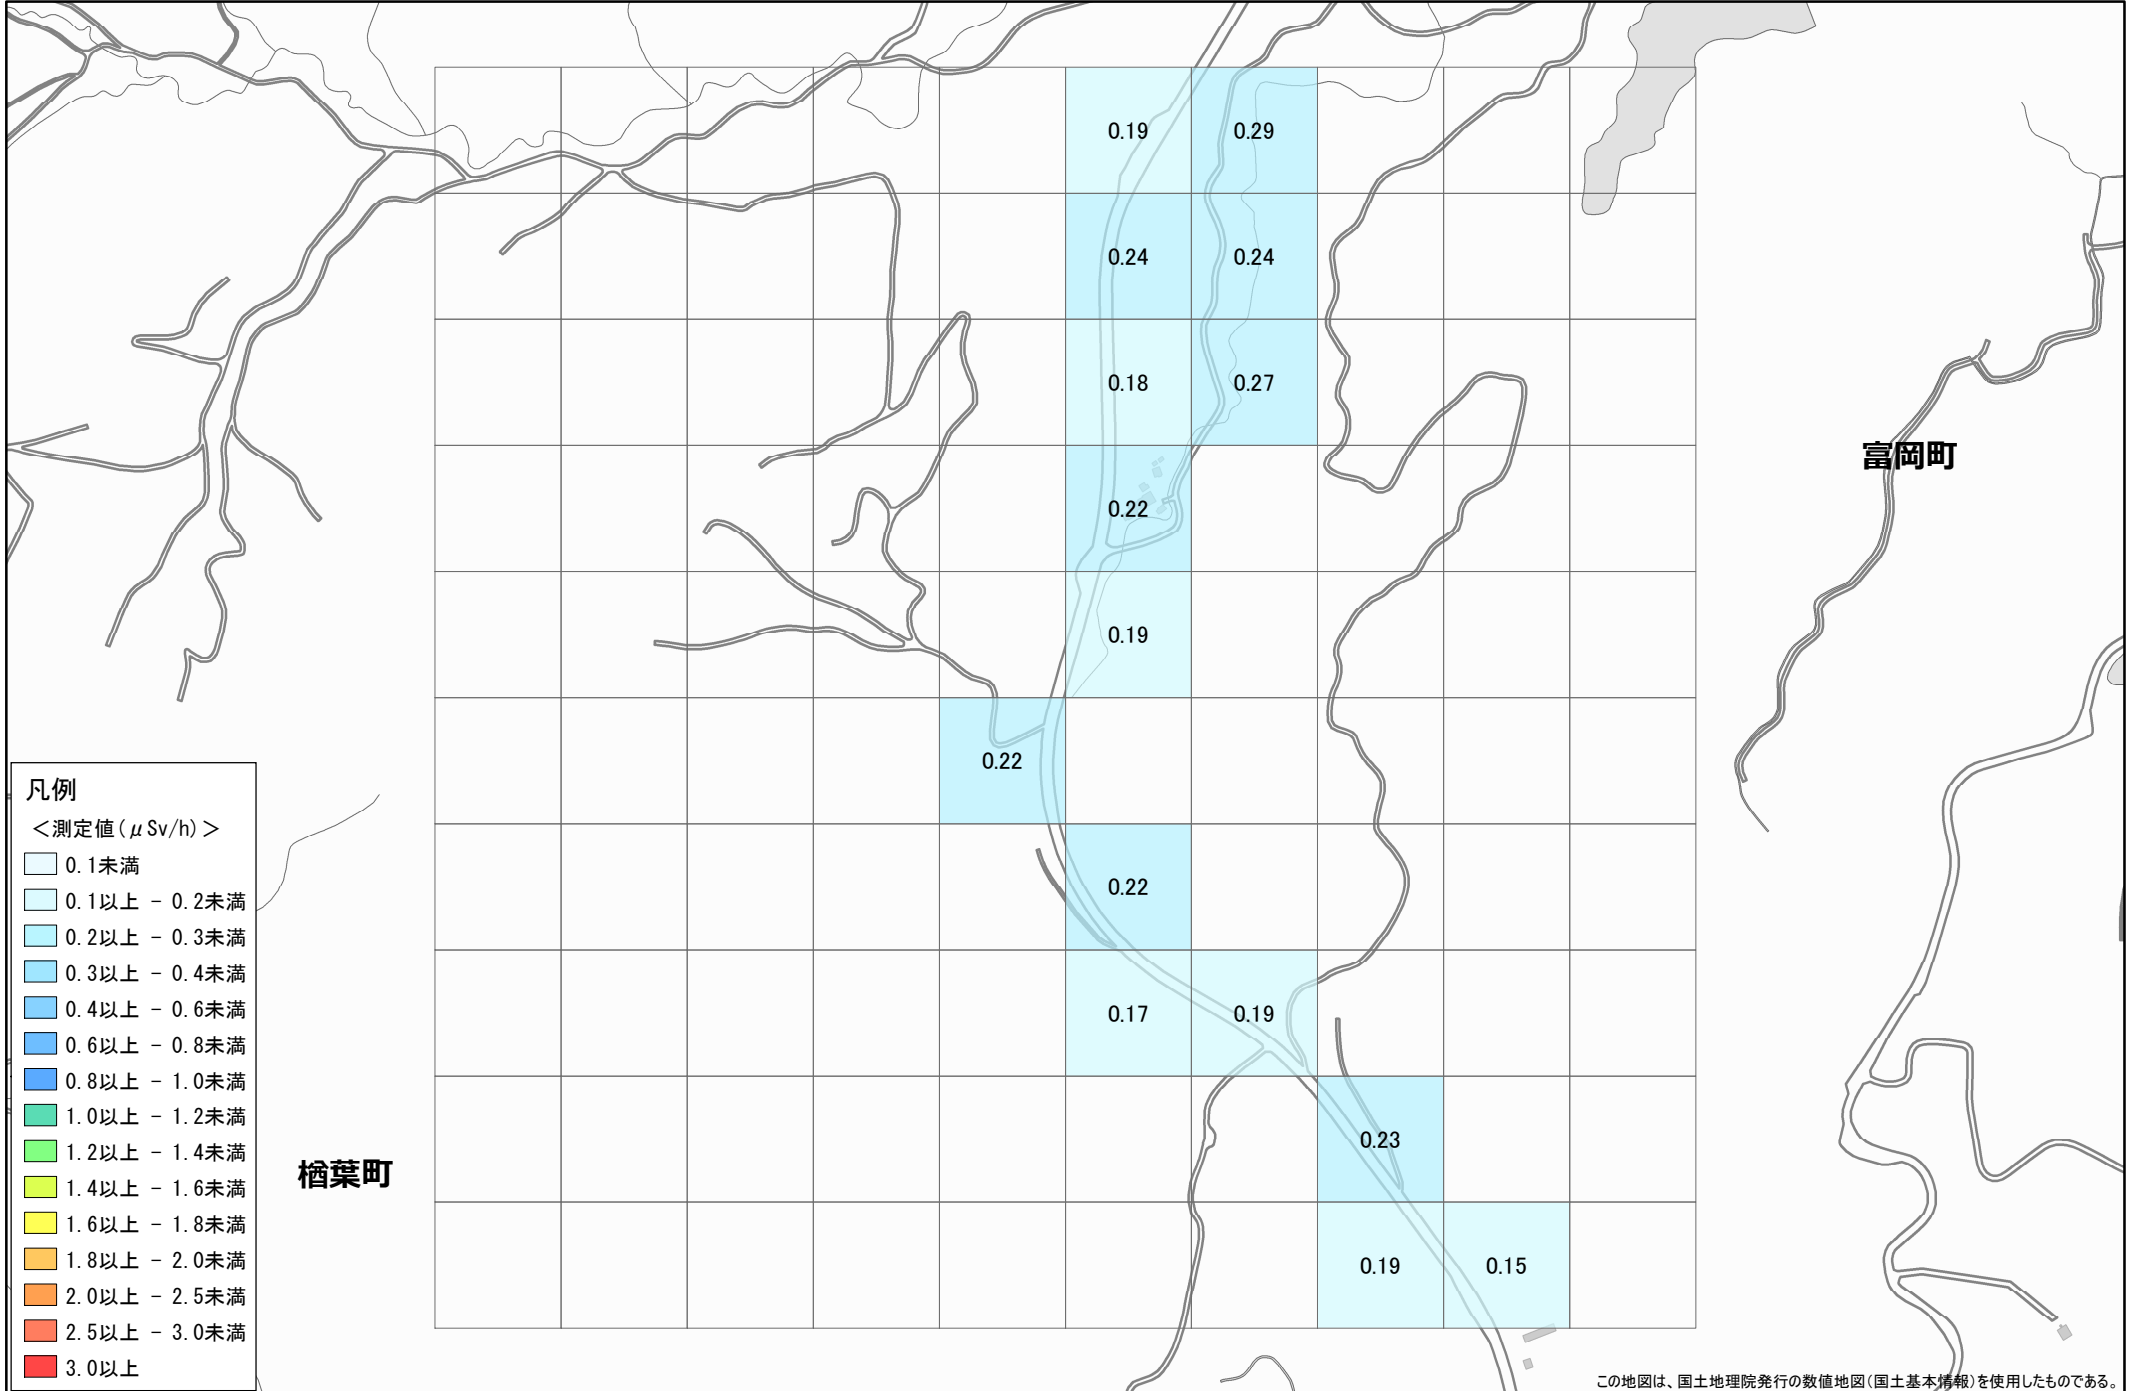 0.19
0.29
0.24
0.24
0.18
0.27
富岡町
0.22
0.19
0.22
0.22
0.17
0.19
0.23
0.19
0.15
楢葉町
凡例
＜測定値(μSv/h)＞
0.1未満
0.1以上 － 0.2未満
0.2以上 － 0.3未満
0.3以上 － 0.4未満
0.4以上 － 0.6未満
0.6以上 － 0.8未満
0.8以上 － 1.0未満
1.0以上 － 1.2未満
1.2以上 － 1.4未満
1.4以上 － 1.6未満
1.6以上 － 1.8未満
1.8以上 － 2.0未満
2.0以上 － 2.5未満
2.5以上 － 3.0未満
3.0以上
この地図は、国土地理院発行の数値地図(国土基本情報)を使用したものである。